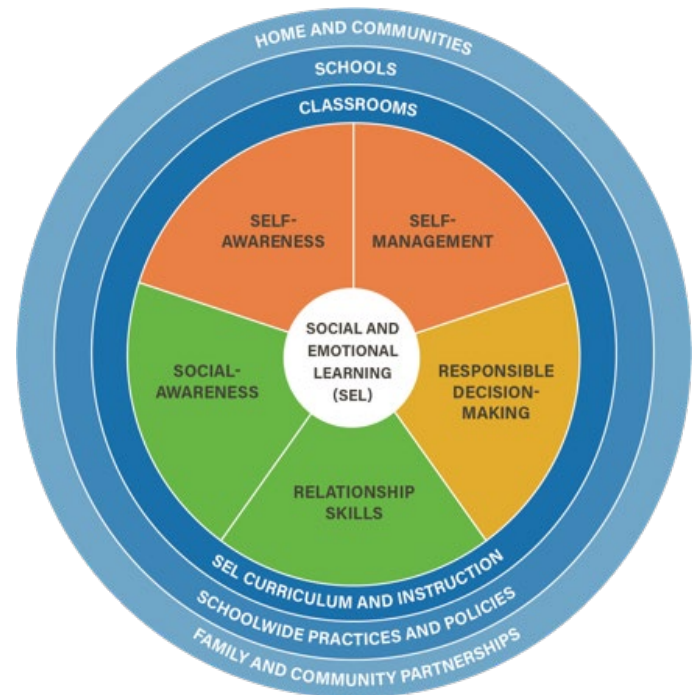 HOME AND COMMUNITIES
SCHOOLS
CLASSROOMS
SELF-
AWARENESS
SELF-
MANAGEMENT
SOCIAL AND
EMOTIONAL
LEARNING
(SEL)
SOCIAL-
AWARENESS
RESPONSIBLE
DECISION-
MAKING
RELATIONSHIP
SKILLS
SEL CURRICULUM AND INSTRUCTION
SCHOOLWIDE PRACTICES AND POLICIES
FAMILY AND COMMUNITY PARTNERSHIPS